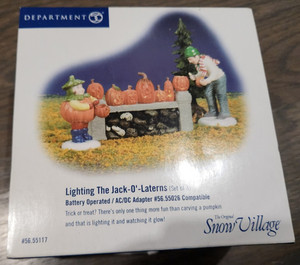 DEPARTMENT 56
Lighting The Jack-O'-Laterns (Set of
Battery Operated / AC/DC Adapter #56.55026 Compatible
Trick or treat! There's only one thing more fun than carving a pumpkin
and that is lighting it and watching it glow!
The Original
Snow Village
#56.55117